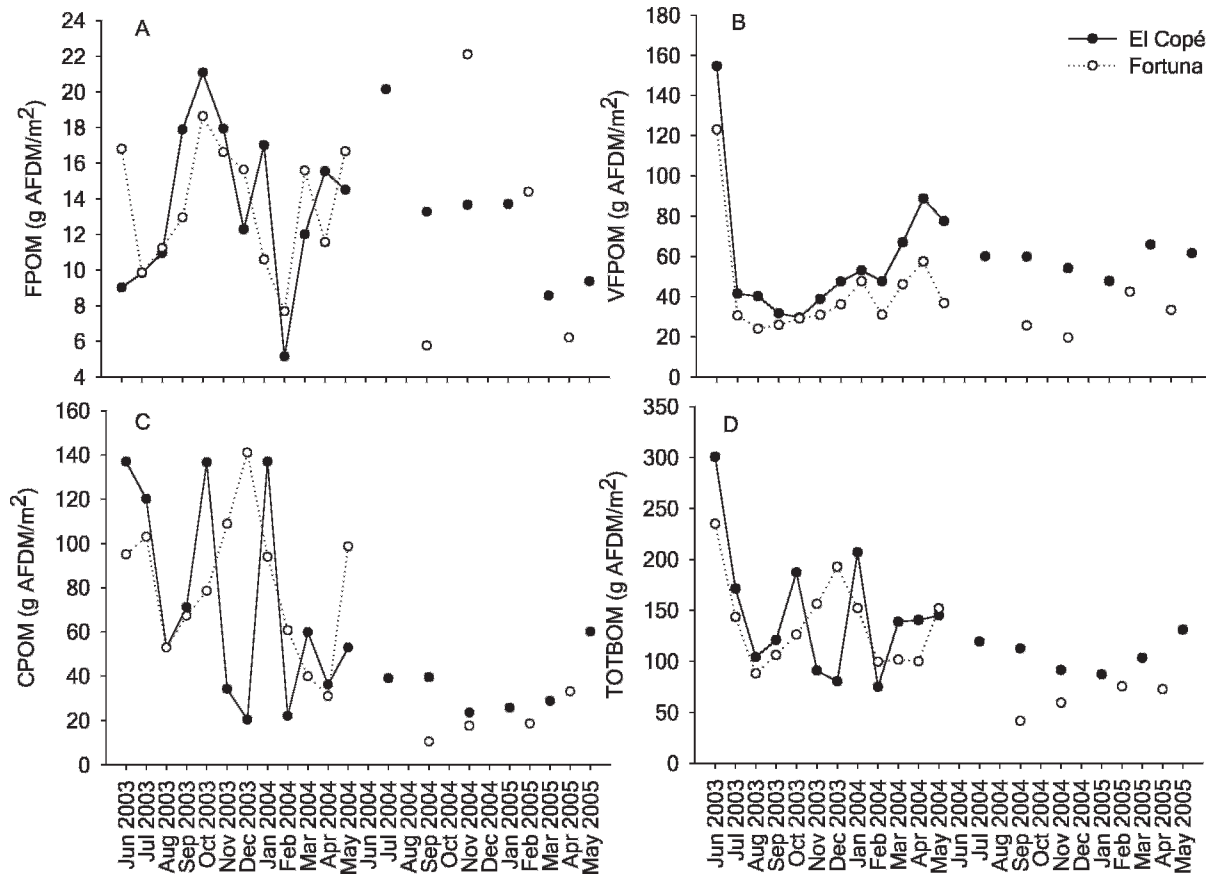 A
FPOM (g AFDM/m²)
24
22
20
18
16
14
12
10
8
6
4
B
El Copé
Fortuna
VFPOM (g AFDM/m²)
180
160
140
120
100
80
60
40
20
0
C
CPOM (g AFDM/m²)
160
140
120
100
80
60
40
20
0
Jun 2003
Jul 2003
Aug 2003
Sep 2003
Oct 2003
Nov 2003
Dec 2003
Jan 2004
Feb 2004
Mar 2004
Apr 2004
May 2004
Jun 2004
Jul 2004
Aug 2004
Sep 2004
Oct 2004
Nov 2004
Dec 2004
Jan 2005
Feb 2005
Mar 2005
Apr 2005
May 2005
D
TOTBOM (g AFDM/m²)
350
300
250
200
150
100
50
0
Jun 2003
Jul 2003
Aug 2003
Sep 2003
Oct 2003
Nov 2003
Dec 2003
Jan 2004
Feb 2004
Mar 2004
Apr 2004
May 2004
Jun 2004
Jul 2004
Aug 2004
Sep 2004
Oct 2004
Nov 2004
Dec 2004
Jan 2005
Feb 2005
Mar 2005
Apr 2005
May 2005